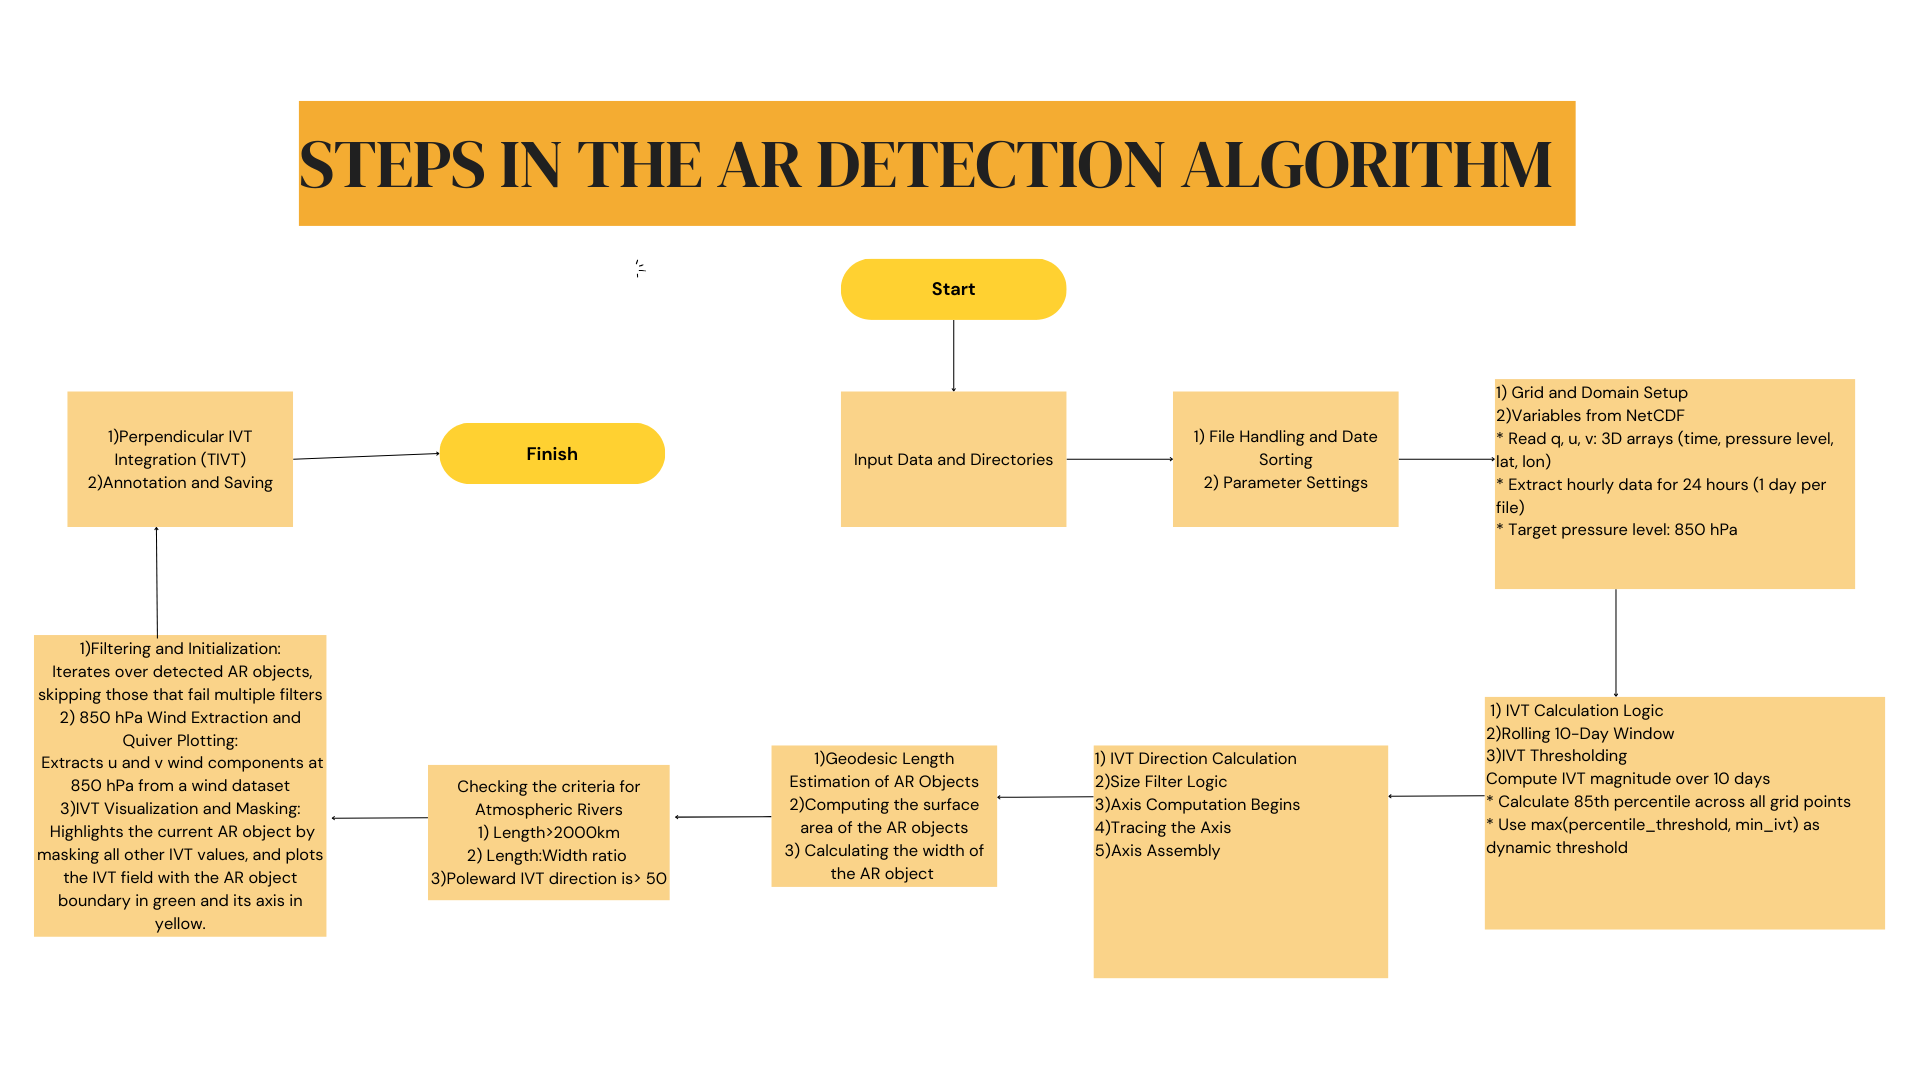 STEPS IN THE AR DETECTION ALGORITHM
Start
Input Data and Directories
1) File Handling and Date
Sorting
2) Parameter Settings
1) Grid and Domain Setup
2)Variables from NetCDF
* Read q, u, v: 3D arrays (time, pressure level,
lat, lon)
* Extract hourly data for 24 hours (1 day per
file)
* Target pressure level: 850 hPa
1) IVT Calculation Logic
2)Rolling 10-Day Window
3)IVT Thresholding
Compute IVT magnitude over 10 days
* Calculate 85th percentile across all grid points
* Use max(percentile_threshold, min_ivt) as
dynamic threshold
1) IVT Direction Calculation
2)Size Filter Logic
3)Axis Computation Begins
4)Tracing the Axis
5)Axis Assembly
1)Geodesic Length
Estimation of AR Objects
2)Computing the surface
area of the AR objects
3) Calculating the width of
the AR object
Checking the criteria for
Atmospheric Rivers
1) Length>2000km
2) Length:Width ratio
3)Poleward IVT direction is> 50
1)Filtering and Initialization:
Iterates over detected AR objects,
skipping those that fail multiple filters
2) 850 hPa Wind Extraction and
Quiver Plotting:
Extracts u and v wind components at
850 hPa from a wind dataset
3)IVT Visualization and Masking:
Highlights the current AR object by
masking all other IVT values, and plots
the IVT field with the AR object
boundary in green and its axis in
yellow.
1)Perpendicular IVT
Integration (TIVT)
2)Annotation and Saving
Finish